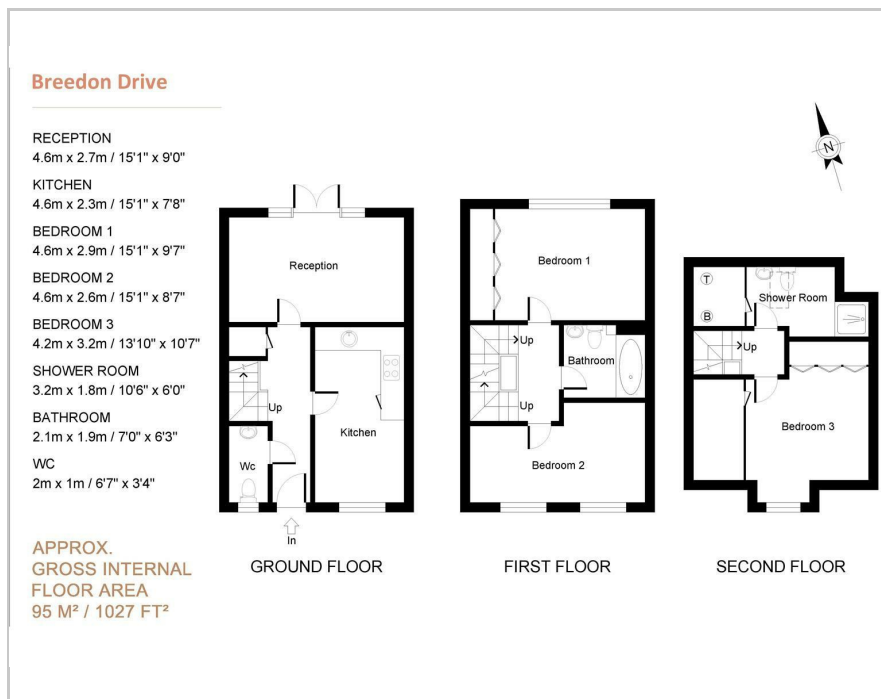 Breedon Drive
RECEPTION
4.6m x 2.7m / 15'1" x 9'0"
KITCHEN
4.6m x 2.3m / 15'1" x 7'8"
BEDROOM 1
4.6m x 2.9m / 15'1" x 9'7"
BEDROOM 2
4.6m x 2.6m / 15'1" x 8'7"
BEDROOM 3
4.2m x 3.2m / 13'10" x 10'7"
SHOWER ROOM
3.2m x 1.8m / 10'6" x 6'0"
BATHROOM
2.1m x 1.9m / 7'0" x 6'3"
WC
2m x 1m / 6'7" x 3'4"
APPROX.
GROSS INTERNAL
FLOOR AREA
95 M² / 1027 FT²
Reception
Up
Kitchen
Wc
In
GROUND FLOOR
Bedroom 1
Up
Bathroom
Up
Bedroom 2
FIRST FLOOR
N
T
B
Shower Room
Up
Bedroom 3
SECOND FLOOR